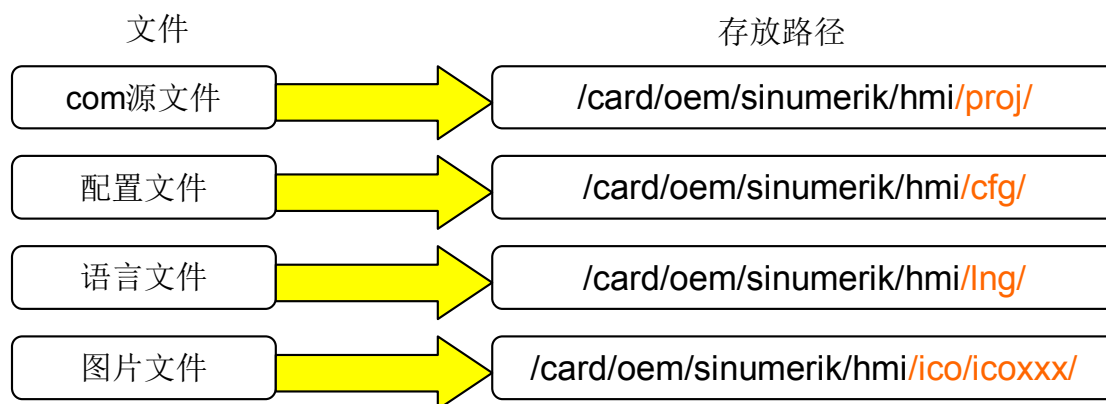 文件 存放路径
com源文件 /card/oem/sinumerik/hmi/proj/
配置文件 /card/oem/sinumerik/hmi/cfg/
语言文件 /card/oem/sinumerik/hmi/lng/
图片文件 /card/oem/sinumerik/hmi/ico/icoxxx/